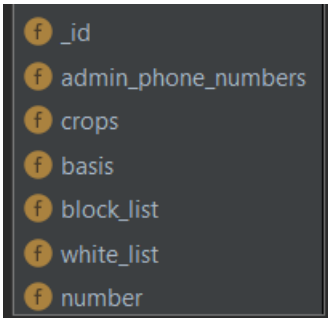 f _id
f admin_phone_numbers
f crops
f basis
f block_list
f white_list
f number